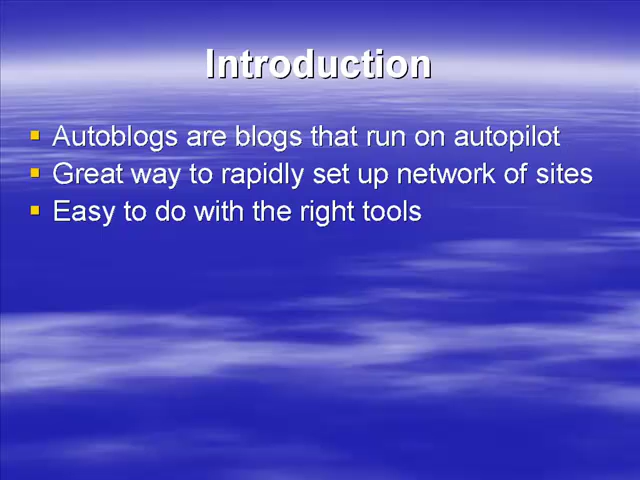 Introduction
Autoblogs are blogs that run on autopilot
Great way to rapidly set up network of sites
Easy to do with the right tools